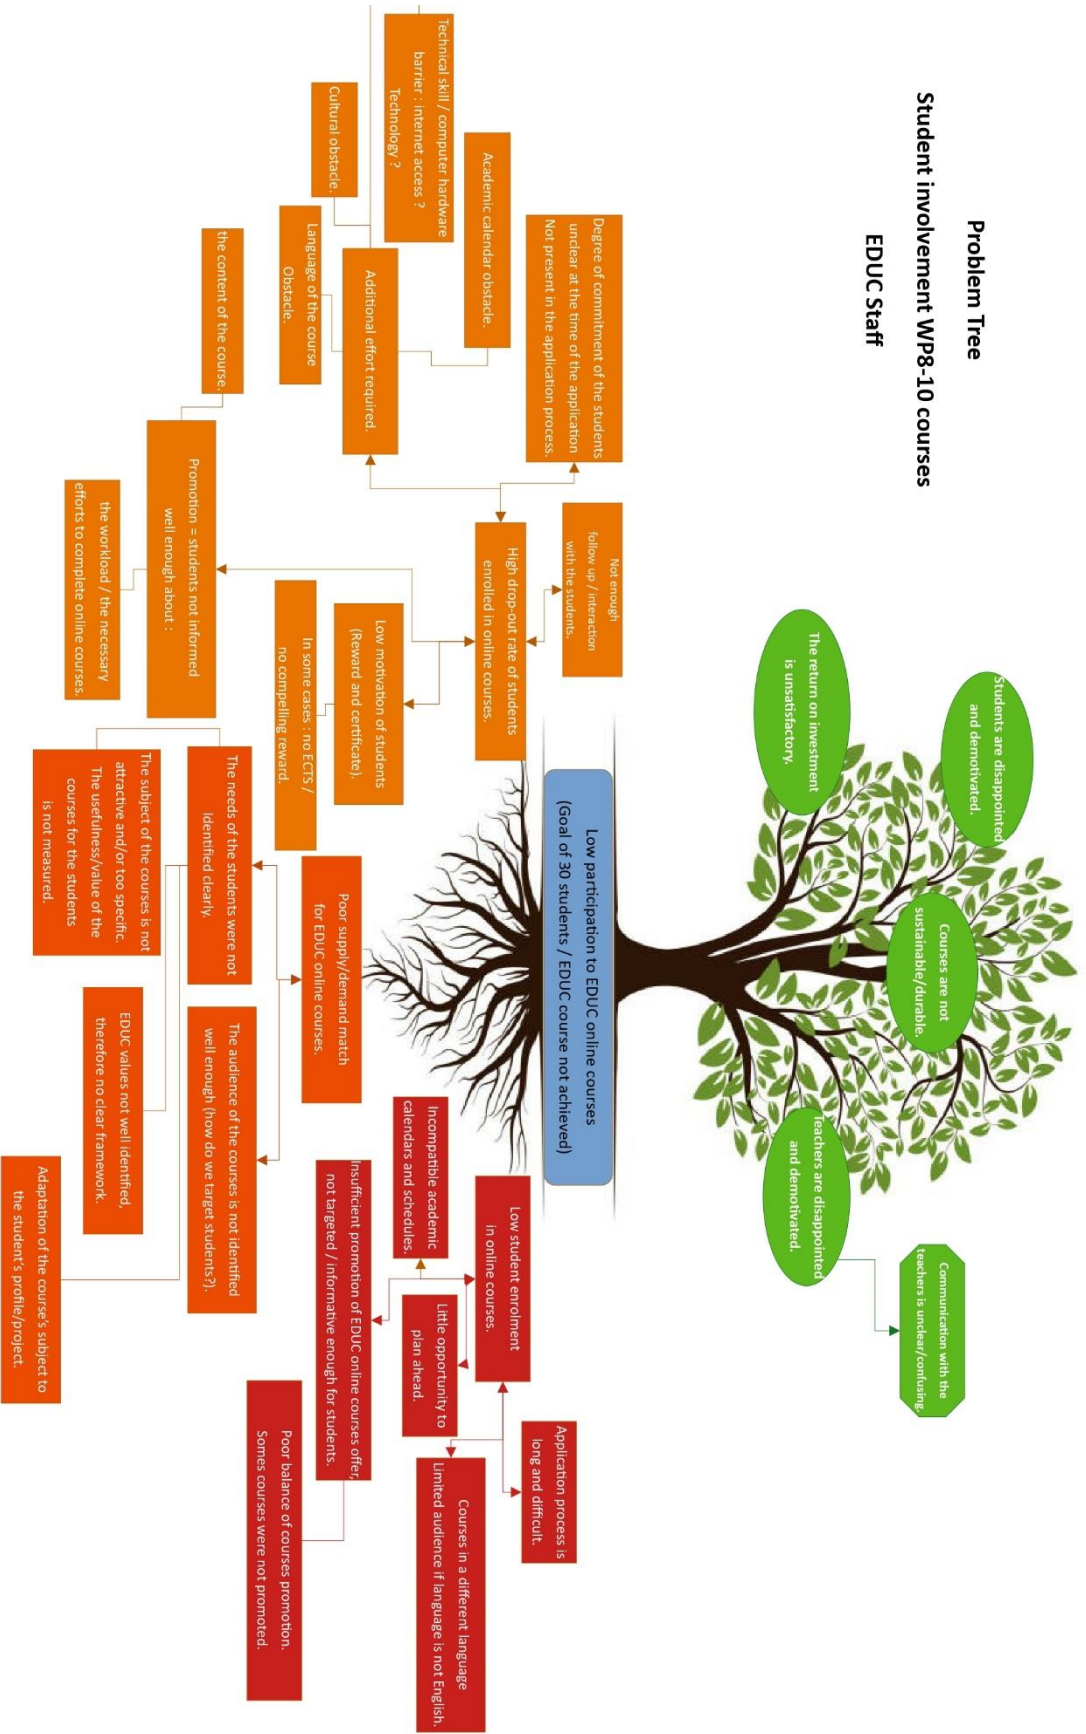 Problem Tree
Student involvement WP8-10 courses
EDUC Staff
Students are disappointed
and demotivated.
The return on investment
is unsatisfactory.
Courses are not
sustainable/durable.
Teachers are disappointed
and demotivated.
Communication with the
teachers is unclear/confusing.
Low participation to EDUC online courses
(Goal of 30 students / EDUC course not achieved)
Not enough
follow up / interaction
with the students.
Degree of commitment of the students
unclear at the time of the application
Not present in the application process.
High drop-out rate of students
enrolled in online courses.
Academic calendar obstacle.
Technical skill / computer hardware
barrier : internet access ?
Technology ?
Cultural obstacle.
Additional effort required.
Language of the course
Obstacle.
Low motivation of students
(Reward and certificate).
In some cases : no ECTS /
no compelling reward.
the content of the course.
Promotion = students not informed
well enough about :
the workload / the necessary
efforts to complete online courses.
Poor supply/demand match
for EDUC online courses.
The needs of the students were not
identified clearly.
The audience of the courses is not identified
well enough (how do we target students?).
The subject of the courses is not
attractive and/or too specific.
The usefulness/value of the
courses for the students
is not measured.
EDUC values not well identified,
therefore no clear framework.
Adaptation of the course's subject to
the student's profile/project.
Low student enrolment
in online courses.
Application process is
long and difficult.
Incompatible academic
calendars and schedules.
Little opportunity to
plan ahead.
Courses in a different language
Limited audience if language is not English.
Insufficient promotion of EDUC online courses offer,
not targeted / informative enough for students.
Poor balance of courses promotion.
Somes courses were not promoted.